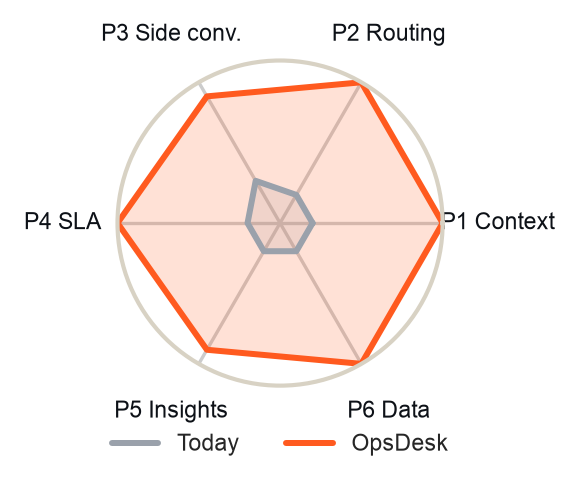 P3 Side conv.
P2 Routing
P4 SLA
P1 Context
P5 Insights
P6 Data
Today
OpsDesk